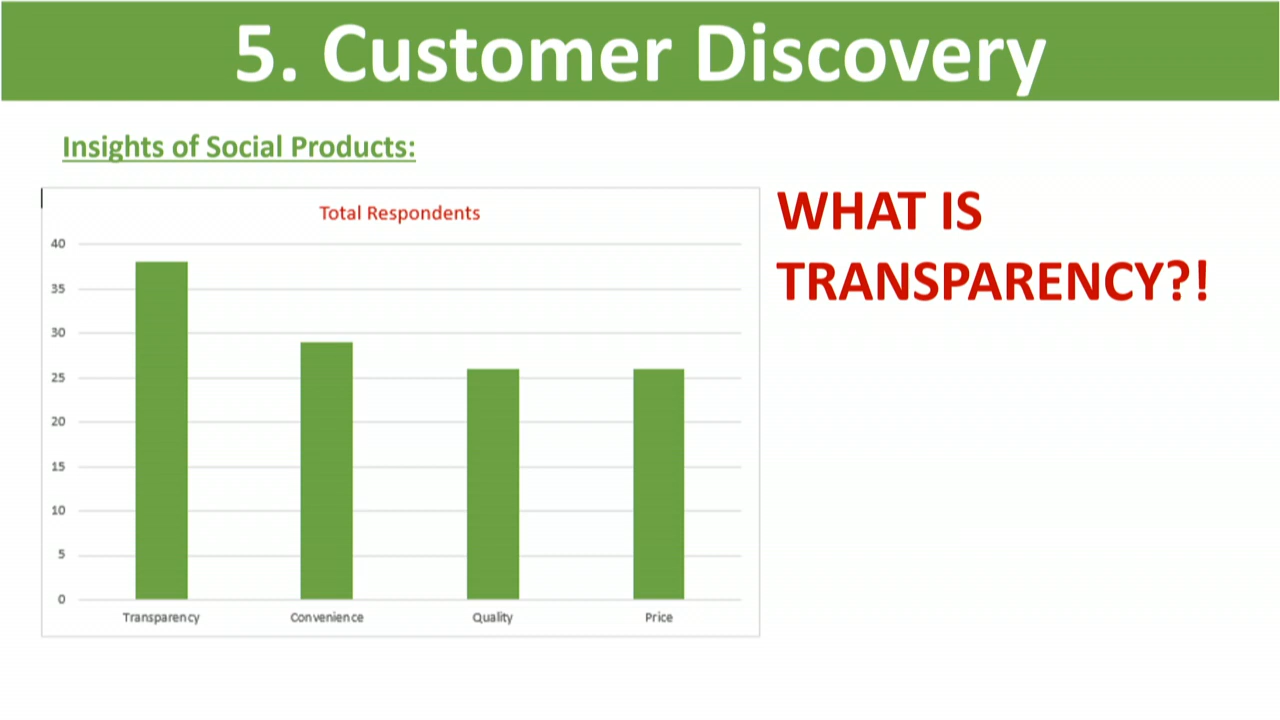 5. Customer Discovery
Insights of Social Products:
Total Respondents
40
35
30
25
20
15
10
5
0
Transparency Convenience Quality Price
WHAT IS
TRANSPARENCY?!